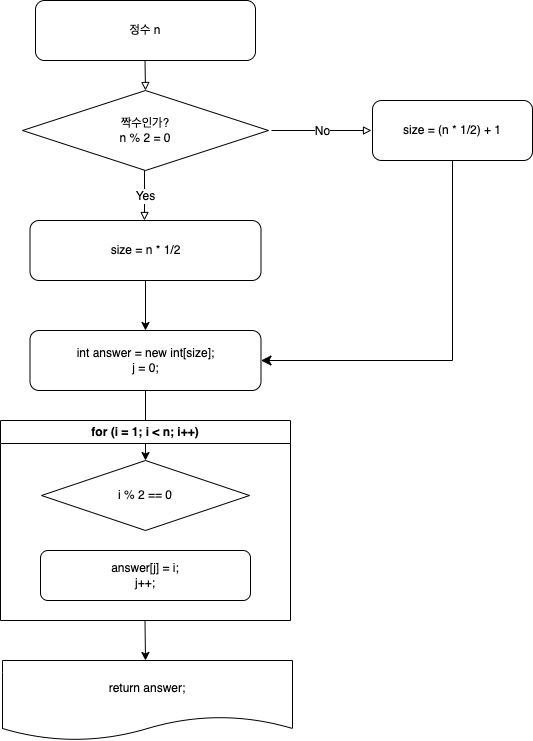 정수 n
짝수인가?
n % 2 = 0
No
size = (n * 1/2) + 1
Yes
size = n * 1/2
int answer = new int[size];
j = 0;
for (i = 1; i < n; i++)
i % 2 == 0
answer[j] = i;
j++;
return answer;